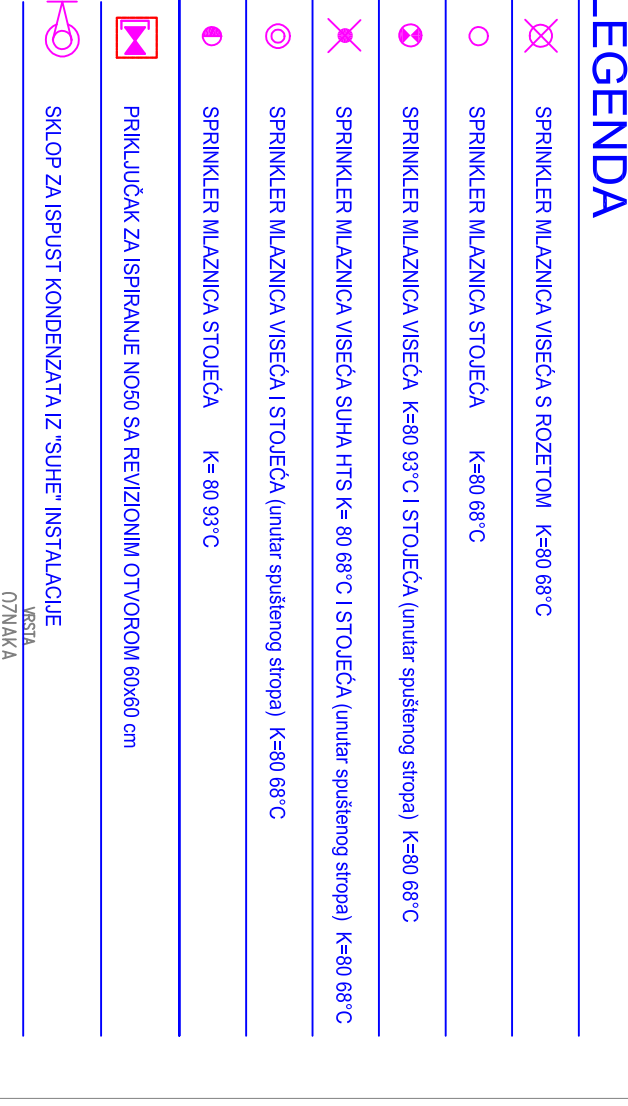 LEGENDA
SPRINKLER MLAZNICA VISEĆA S ROZETOM K=80 68°C
SPRINKLER MLAZNICA STOJEĆA K=80 68°C
SPRINKLER MLAZNICA VISEĆA K=80 93°C I STOJEĆA (unutar spuštenog stropa) K=80 68°C
SPRINKLER MLAZNICA VISEĆA SUHA HTS K= 80 68°C I STOJEĆA (unutar spuštenog stropa) K=80 68°C
SPRINKLER MLAZNICA VISEĆA I STOJEĆA (unutar spuštenog stropa) K=80 68°C
SPRINKLER MLAZNICA STOJEĆA K= 80 93°C
PRIKLJUČAK ZA ISPIRANJE NO50 SA REVIZIONIM OTVOROM 60x60 cm
SKLOP ZA ISPUST KONDENZATA IZ "SUHE" INSTALACIJE
VRSTA
OZNAKA